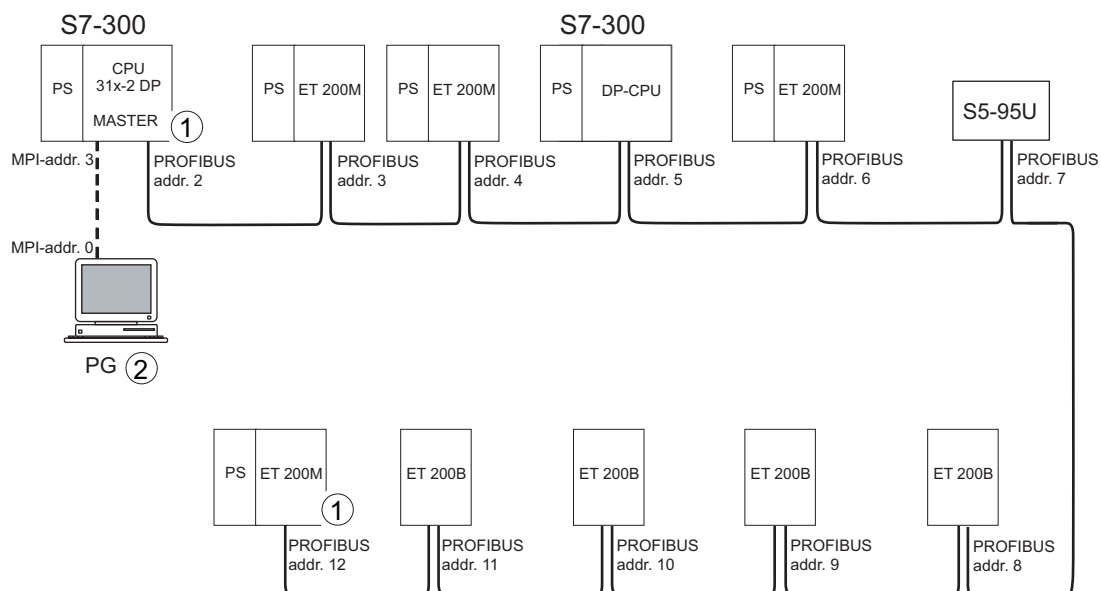 S7-300
S7-300
PS
CPU
31x-2 DP
MASTER
1
PS
ET 200M
PS
ET 200M
PS
DP-CPU
PS
ET 200M
S5-95U
MPI-addr. 3
PROFIBUS
addr. 2
PROFIBUS
addr. 3
PROFIBUS
addr. 4
PROFIBUS
addr. 5
PROFIBUS
addr. 6
PROFIBUS
addr. 7
MPI-addr. 0
PG 2
PS
ET 200M
1
ET 200B
ET 200B
ET 200B
ET 200B
PROFIBUS
addr. 12
PROFIBUS
addr. 11
PROFIBUS
addr. 10
PROFIBUS
addr. 9
PROFIBUS
addr. 8